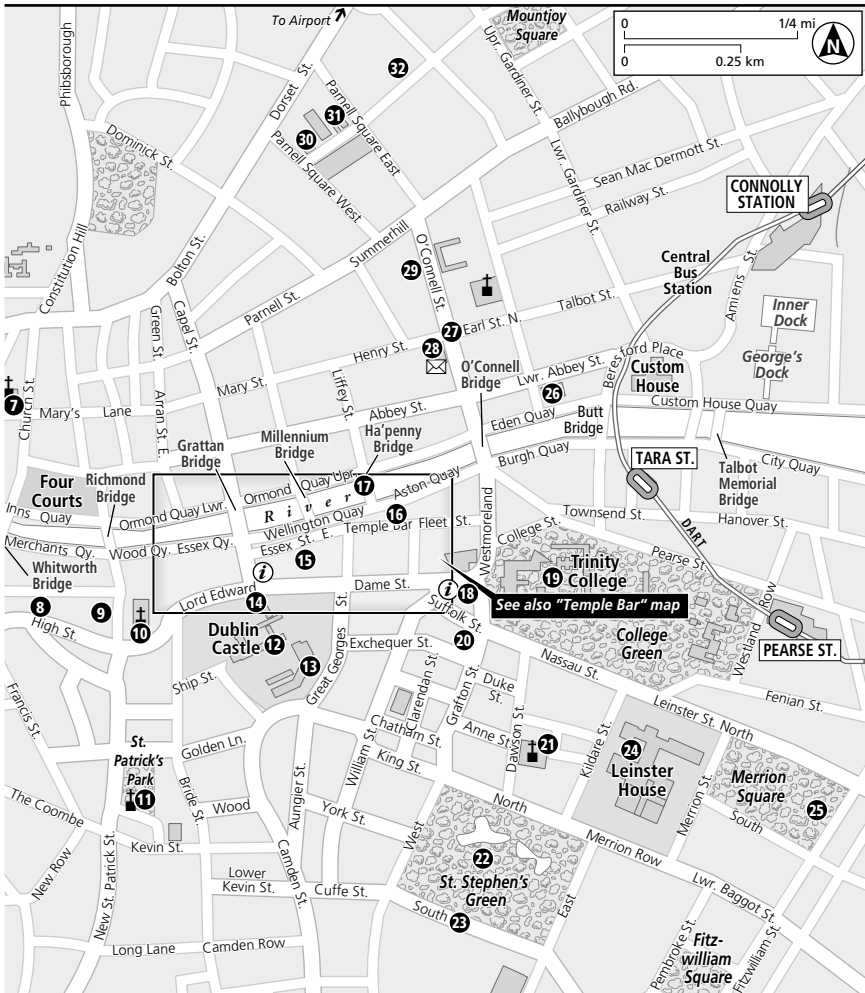 To Airport
Mountjoy
Square
0
1/4 mi
0
0.25 km
N
Phibsborough
Dorset St.
32
Upr. Gardiner St.
Ballybough Rd.
Parnell Square East
31
30
Parnell Square West
Dominick St.
Lwr. Gardiner St.
Sean Mac Dermott St.
Railway St.
CONNOLLY
STATION
Constitution Hill
Bolton St.
Summerhill
O'Connell St.
29
Central
Bus
Station
Amiens St.
Inner
Dock
George's
Dock
Capel St.
Green St.
Parnell St.
Talbot St.
27
Earl St. N.
Henry St.
28
O'Connell
Bridge
Lwr. Abbey St.
Beresford Place
Custom
House
7
Church St.
Mary's Lane
Arran St. E.
Mary St.
Liffey St.
Abbey St.
26
Eden Quay
Butt
Bridge
Custom House Quay
Grattan
Bridge
Millennium
Bridge
Ha'penny
Bridge
Burgh Quay
City Quay
Four
Courts
Richmond
Bridge
Ormond Quay Upr.
17
Aston Quay
TARA ST.
Talbot
Memorial
Bridge
Inns Quay
Ormond Quay Lwr.
River
Wellington Quay
16
Westmoreland
Townsend St.
Hanover St.
Merchants Qy.
Wood Qy.
Essex Qy.
Essex St. E.
Temple Bar
Fleet St.
College St.
DART
Whitworth
Bridge
15
i
Pearse St.
19
Trinity
College
8
9
10
Lord Edward
14
St.
Dame St.
i
18
See also "Temple Bar" map
High St.
Dublin
Castle
12
13
Great Georges
Suffolk St.
20
Exchequer St.
College
Green
Westland Row
PEARSE ST.
Francis St.
Ship St.
Nassau St.
Fenian St.
Clarendan St.
Grafton St.
Duke
St.
Leinster St. North
St.
Patrick's
Park
11
Golden Ln.
William St.
Chatham St.
Anne St.
Dawson St.
21
Kildare St.
24
Leinster
House
Merrion
Square
25
Bride St.
Aungier St.
King St.
North
Merrion St.
South
The Coombe
Wood
York St.
West
Merrion Row
Kevin St.
New Row
New St. Patrick St.
Lower
Kevin St.
Camden St.
Cuffe St.
22
St. Stephen's
Green
East
Lwr. Baggot St.
South
23
Long Lane
Camden Row
Pembroke St.
Fitz-
william
Square
Fitzwilliam St.